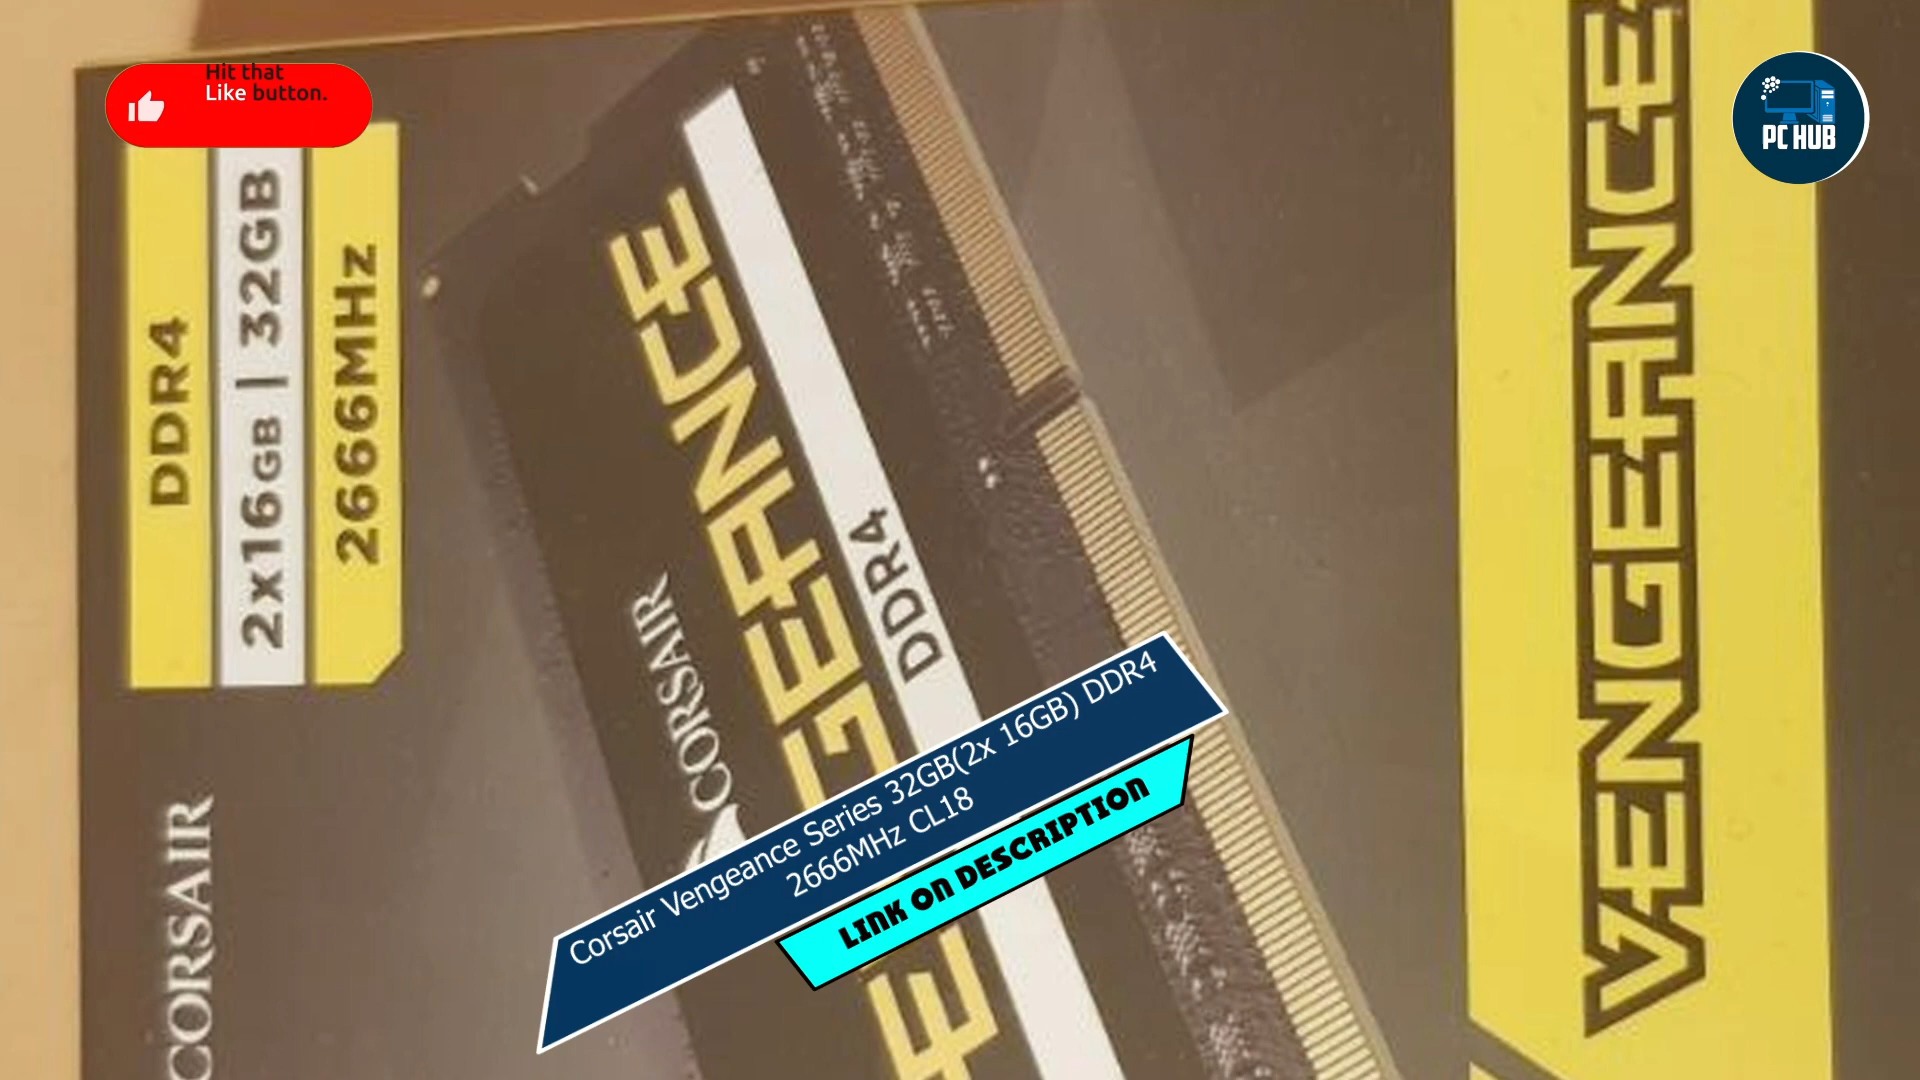 Hit that
Like button.
PC HUB
DDR4
2x16GB | 32GB
2666MHz
CORSAIR
CORSAIR
VENGEANCE
DDR4
VENGEANCE
Corsair Vengeance Series 32GB(2x 16GB) DDR4
2666MHz CL18
LINK ON DESCRIPTION